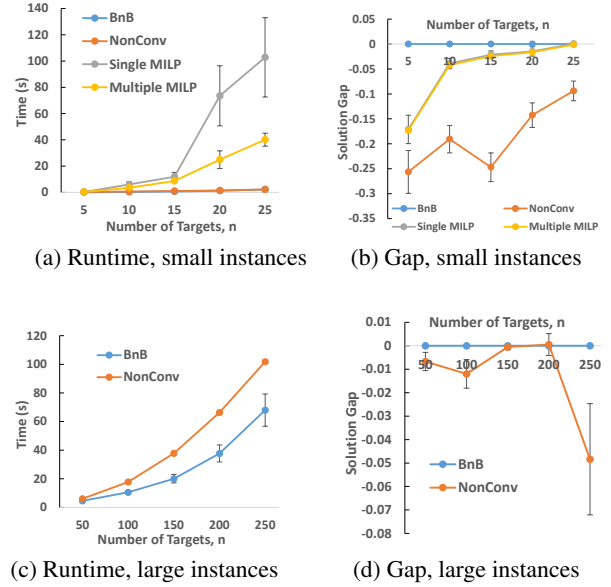 140
120
100
80
60
40
20
0
Time (s)
BnB
NonConv
Single MILP
Multiple MILP
5 10 15 20 25
Number of Targets, n
(a) Runtime, small instances
Number of Targets, n
0
-0.05
-0.1
-0.15
-0.2
-0.25
-0.3
-0.35
Solution Gap
5 10 15 20 25
BnB NonConv
Single MILP Multiple MILP
(b) Gap, small instances
120
100
80
60
40
20
0
Time (s)
BnB
NonConv
50 100 150 200 250
Number of Targets, n
(c) Runtime, large instances
Number of Targets, n
0.01
0
-0.01
-0.02
-0.03
-0.04
-0.05
-0.06
-0.07
-0.08
Solution Gap
50 100 150 200 250
BnB
NonConv
(d) Gap, large instances